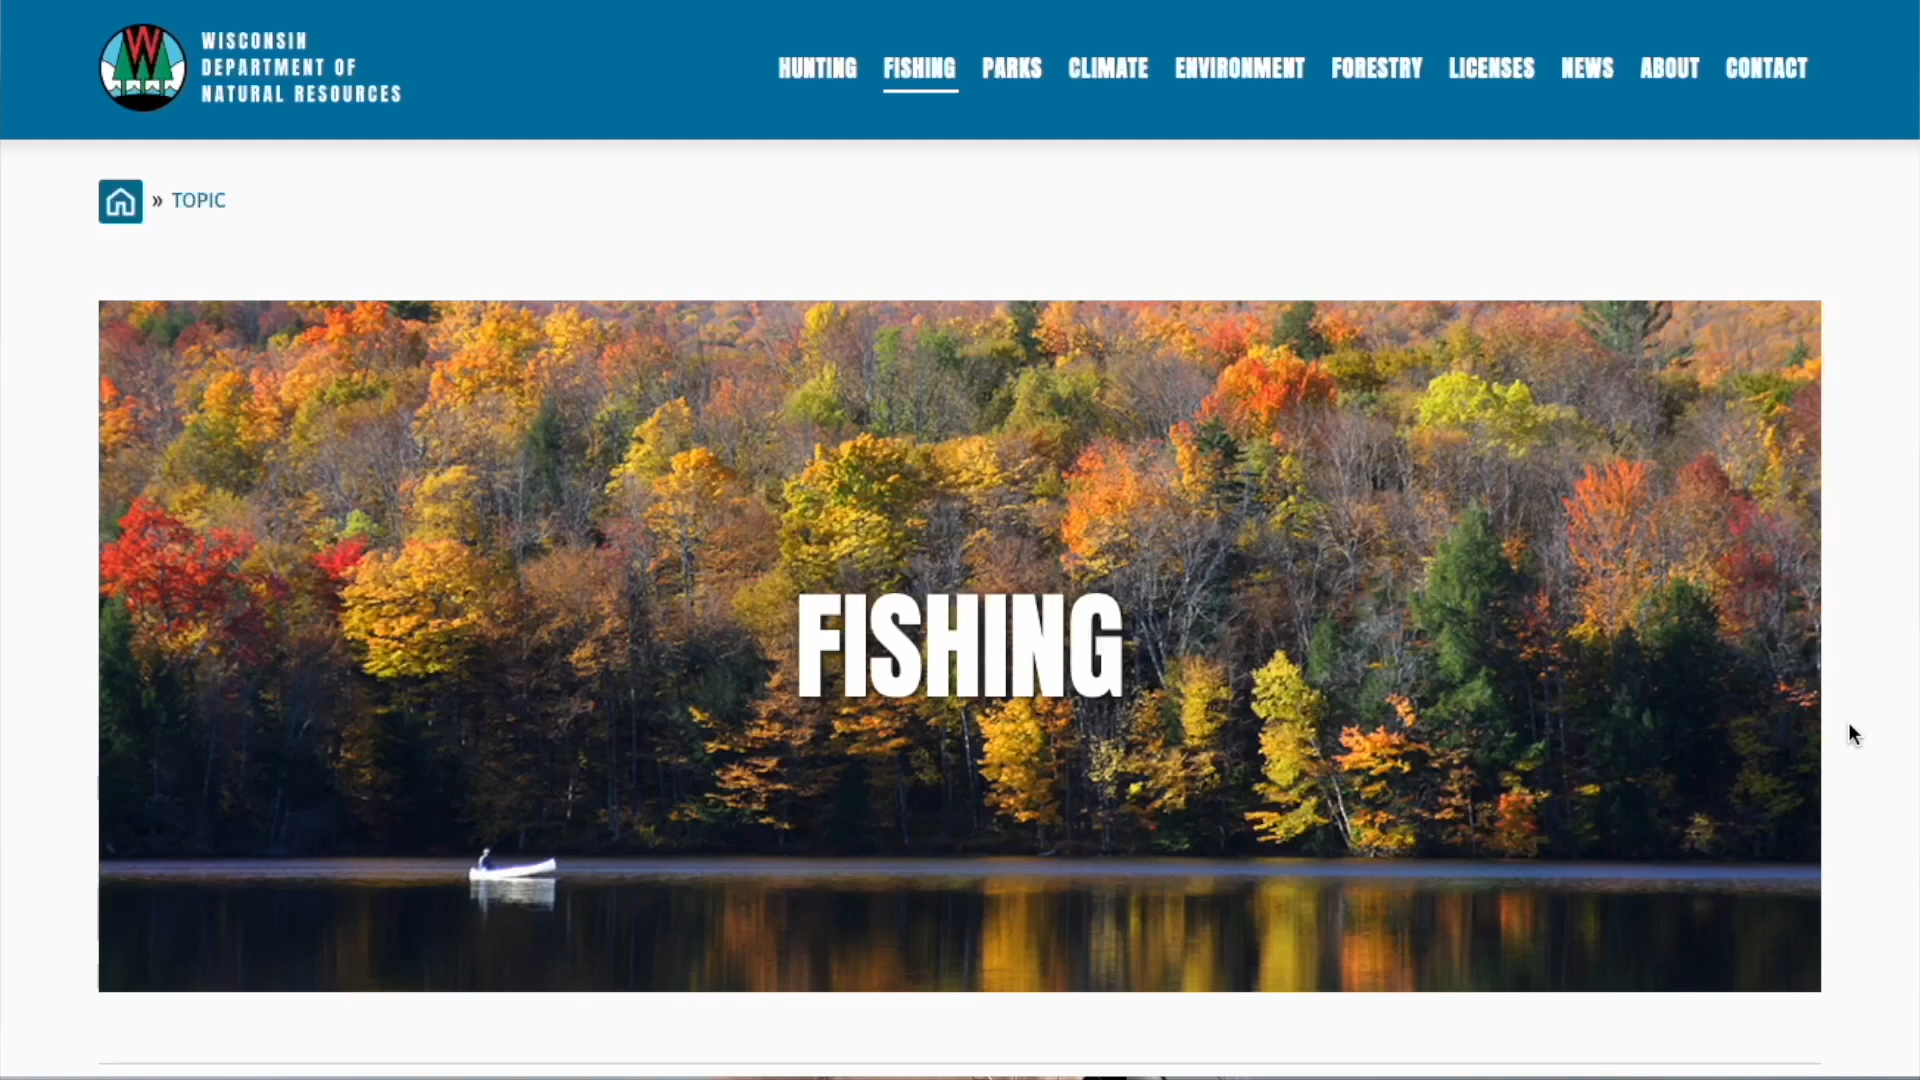 WISCONSIN
DEPARTMENT OF
NATURAL RESOURCES
HUNTING FISHING PARKS CLIMATE ENVIRONMENT FORESTRY LICENSES NEWS ABOUT CONTACT
» TOPIC
FISHING